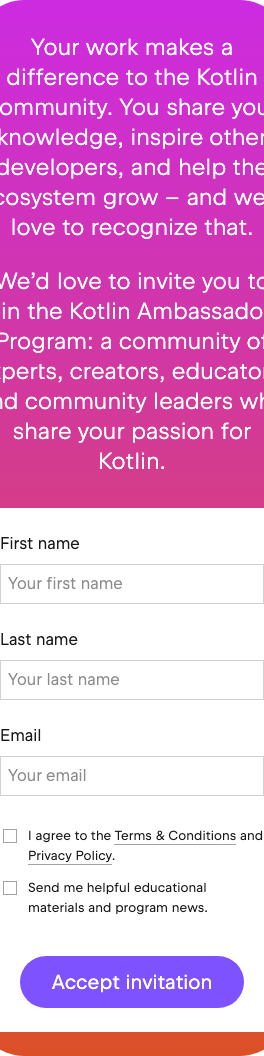 Your work makes a
difference to the Kotlin
ommunity. You share you
knowledge, inspire other
developers, and help the
cosystem grow – and we
love to recognize that.
We’d love to invite you to
in the Kotlin Ambassado
Program: a community of
xperts, creators, educato
nd community leaders wh
share your passion for
Kotlin.
First name
Your first name
Last name
Your last name
Email
Your email
I agree to the Terms & Conditions and
Privacy Policy.
Send me helpful educational
materials and program news.
Accept invitation